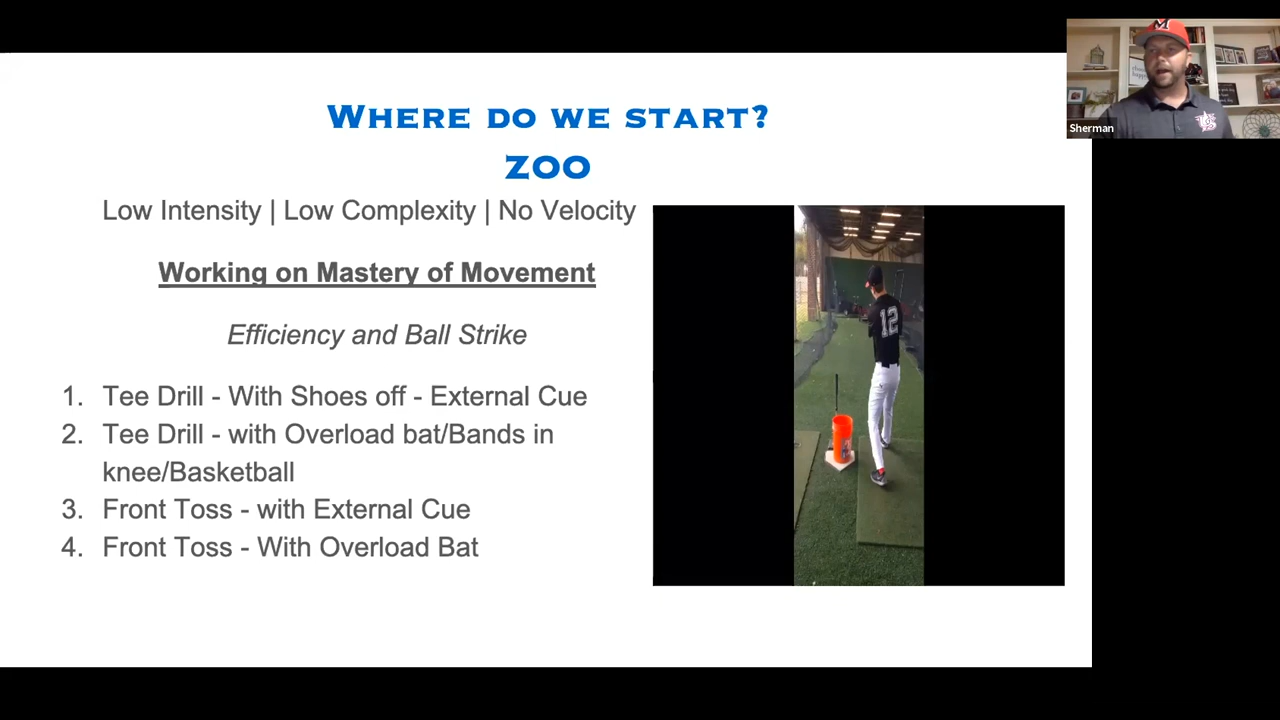 Where do we start?
ZOO
Low Intensity | Low Complexity | No Velocity
Working on Mastery of Movement
Efficiency and Ball Strike
1. Tee Drill - With Shoes off - External Cue
2. Tee Drill - with Overload bat/Bands in
knee/Basketball
3. Front Toss - with External Cue
4. Front Toss - With Overload Bat
12
M
Sherman